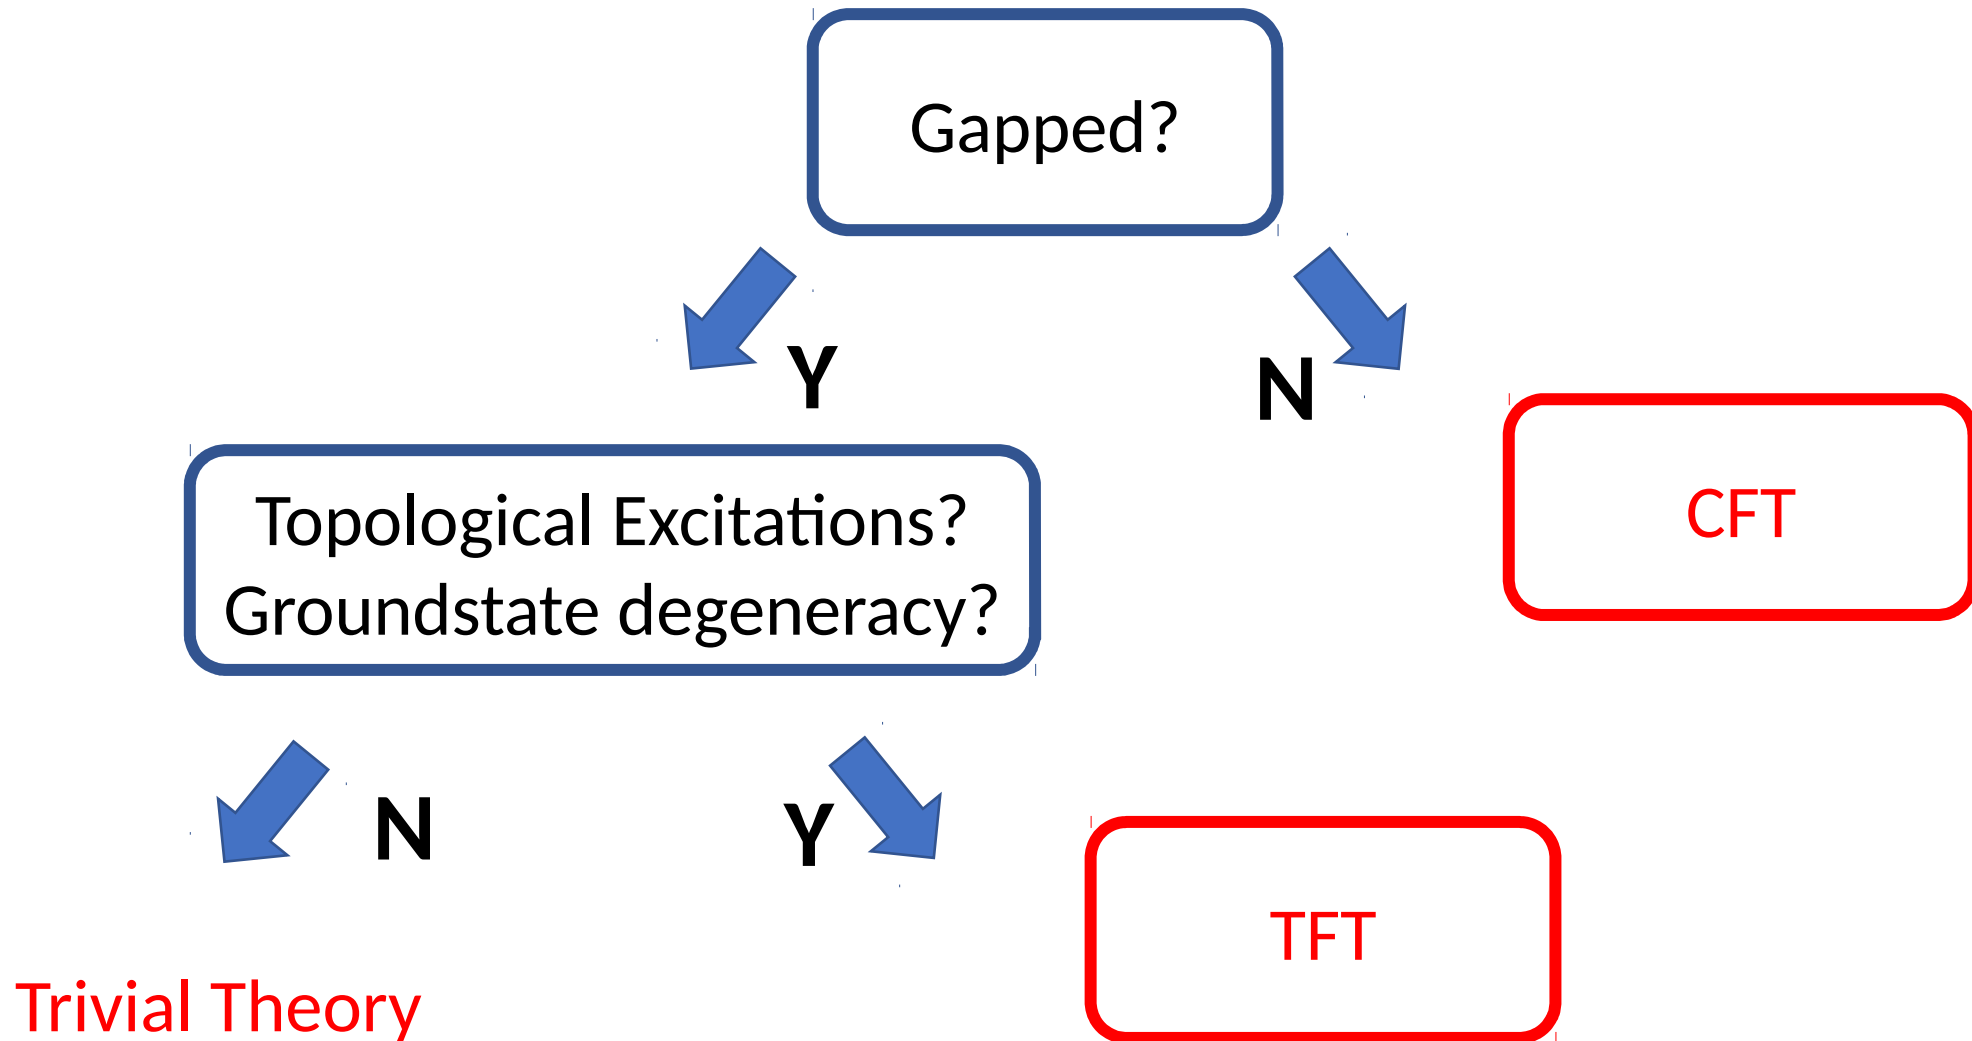 Gapped?
Y
N
Topological Excitations?
Groundstate degeneracy?
CFT
N
Y
TFT
Trivial Theory